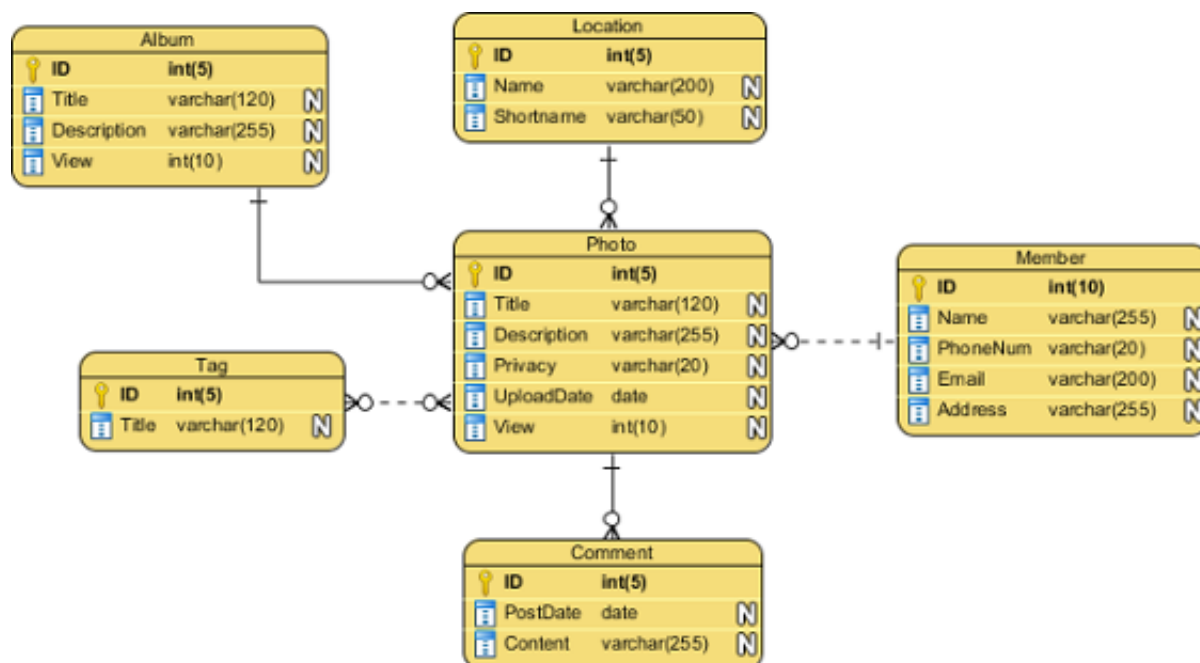 Album
ID int(5)
Title varchar(120) N
Description varchar(255) N
View int(10) N
Location
ID int(5)
Name varchar(200) N
Shortname varchar(50) N
Photo
ID int(5)
Title varchar(120) N
Description varchar(255) N
Privacy varchar(20) N
UploadDate date N
View int(10) N
Member
ID int(10)
Name varchar(255) N
PhoneNum varchar(20) N
Email varchar(200) N
Address varchar(255) N
Tag
ID int(5)
Title varchar(120) N
Comment
ID int(5)
PostDate date N
Content varchar(255) N